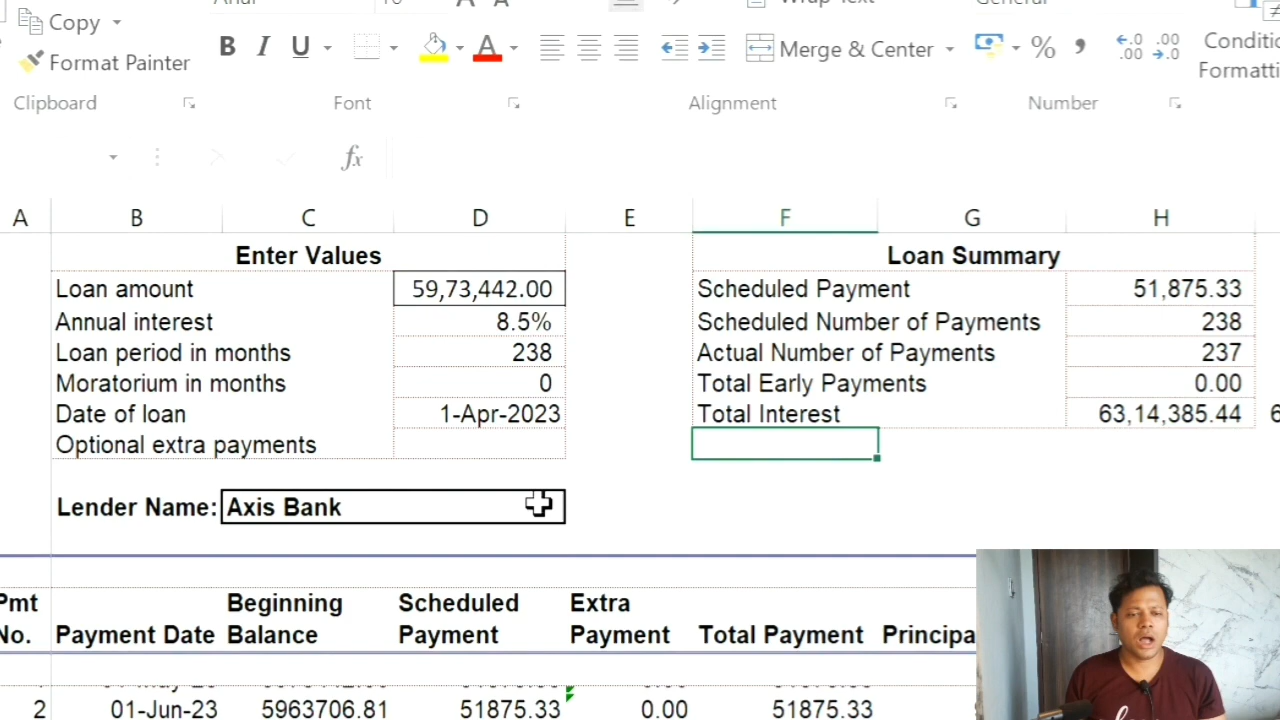 Copy
Format Painter
B I U A
Merge & Center
%
Conditio
Formatti
Clipboard
Font
Alignment
Number
fx
A B C D E F G H
Enter Values
Loan amount 59,73,442.00
Annual interest 8.5%
Loan period in months 238
Moratorium in months 0
Date of loan 1-Apr-2023
Optional extra payments
Loan Summary
Scheduled Payment 51,875.33
Scheduled Number of Payments 238
Actual Number of Payments 237
Total Early Payments 0.00
Total Interest 63,14,385.44
Lender Name: Axis Bank
Pmt No.
Payment Date
Beginning Balance
Scheduled Payment
Extra Payment
Total Payment
Principa
2 01-Jun-23 5963706.81 51875.33 0.00 51875.33